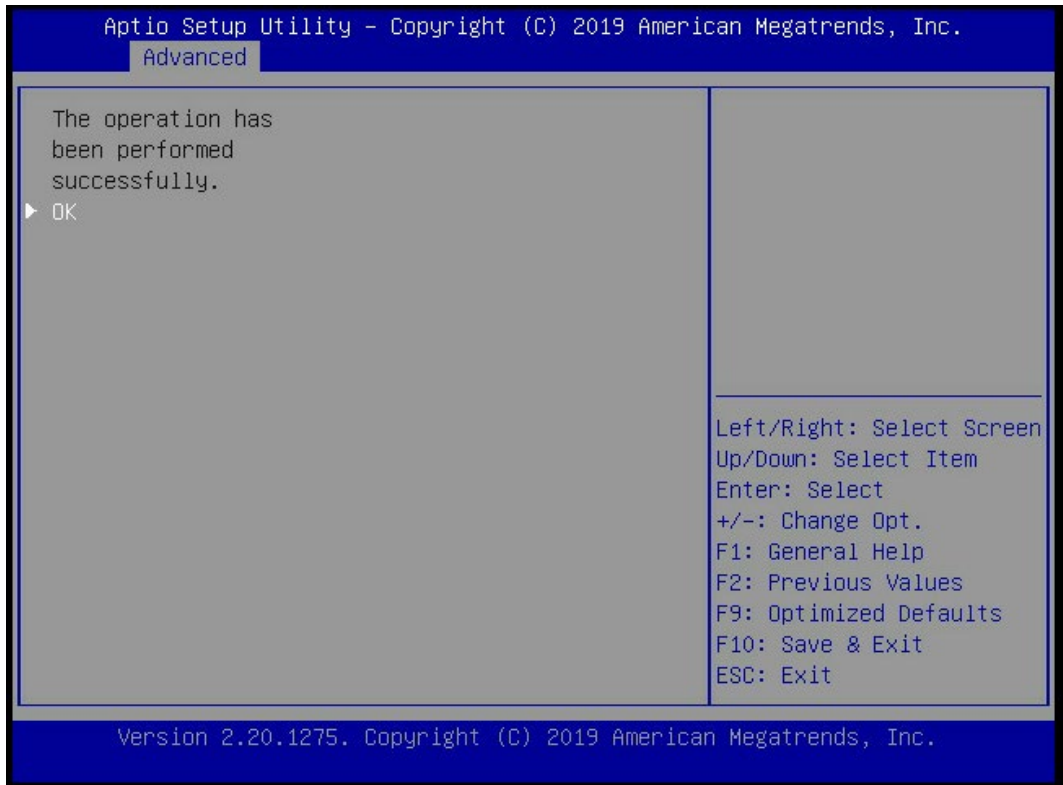 Aptio Setup Utility – Copyright (C) 2019 American Megatrends, Inc.
Advanced
The operation has
been performed
successfully.
OK
Left/Right: Select Screen
Up/Down: Select Item
Enter: Select
+/-: Change Opt.
F1: General Help
F2: Previous Values
F9: Optimized Defaults
F10: Save & Exit
ESC: Exit
Version 2.20.1275. Copyright (C) 2019 American Megatrends, Inc.